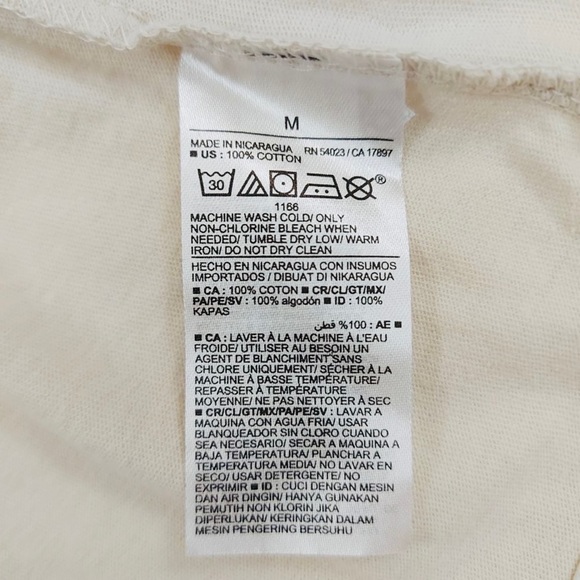 M
MADE IN NICARAGUA RN 54023 / CA 17897
■ US : 100% COTTON
30 ®
1166
MACHINE WASH COLD/ ONLY
NON-CHLORINE BLEACH WHEN
NEEDED/ TUMBLE DRY LOW/ WARM
IRON/ DO NOT DRY CLEAN
HECHO EN NICARAGUA CON INSUMOS
IMPORTADOS / DIBUAT DI NIKARAGUA
■ CA : 100% COTON ■ CR/CL/GT/MX/
PA/PE/SV : 100% algodón ■ ID : 100%
KAPAS
■ AE : 100% قطن
■ CA : LAVER À LA MACHINE À L'EAU
FROIDE/ UTILISER AU BESOIN UN
AGENT DE BLANCHIMENT SANS
CHLORE UNIQUEMENT/ SÉCHER À LA
MACHINE À BASSE TEMPÉRATURE/
REPASSER À TEMPÉRATURE
MOYENNE/ NE PAS NETTOYER À SEC
■ CR/CL/GT/MX/PA/PE/SV : LAVAR A
MAQUINA CON AGUA FRIA/ USAR
BLANQUEADOR SIN CLORO CUANDO
SEA NECESARIO/ SECAR A MAQUINA A
BAJA TEMPERATURA/ PLANCHAR A
TEMPERATURA MEDIA/ NO LAVAR EN
SECO/ USAR DETERGENTE/ NO
EXPRIMIR ■ ID : CUCI DENGAN MESIN
DAN AIR DINGIN/ HANYA GUNAKAN
PEMUTIH NON KLORIN JIKA
DIPERLUKAN/ KERINGKAN DALAM
MESIN PENGERING BERSUHU